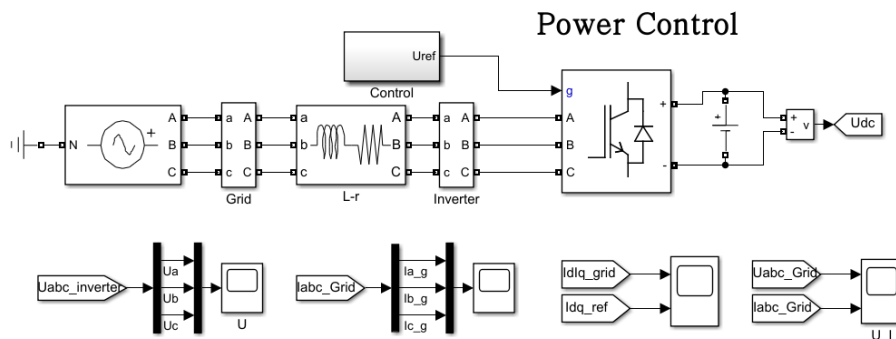 Power Control
Uref
Control
g
N
A
B
C
a
b
c
A
B
C
Grid
a
b
c
A
B
C
L-r
a
b
c
A
B
C
Inverter
A
B
C
+
-
+
-
v
Udc
Uabc_inverter
Ua
Ub
Uc
U
Iabc_Grid
Ia_g
Ib_g
Ic_g
IdIq_grid
Idq_ref
Uabc_Grid
Iabc_Grid
U_I